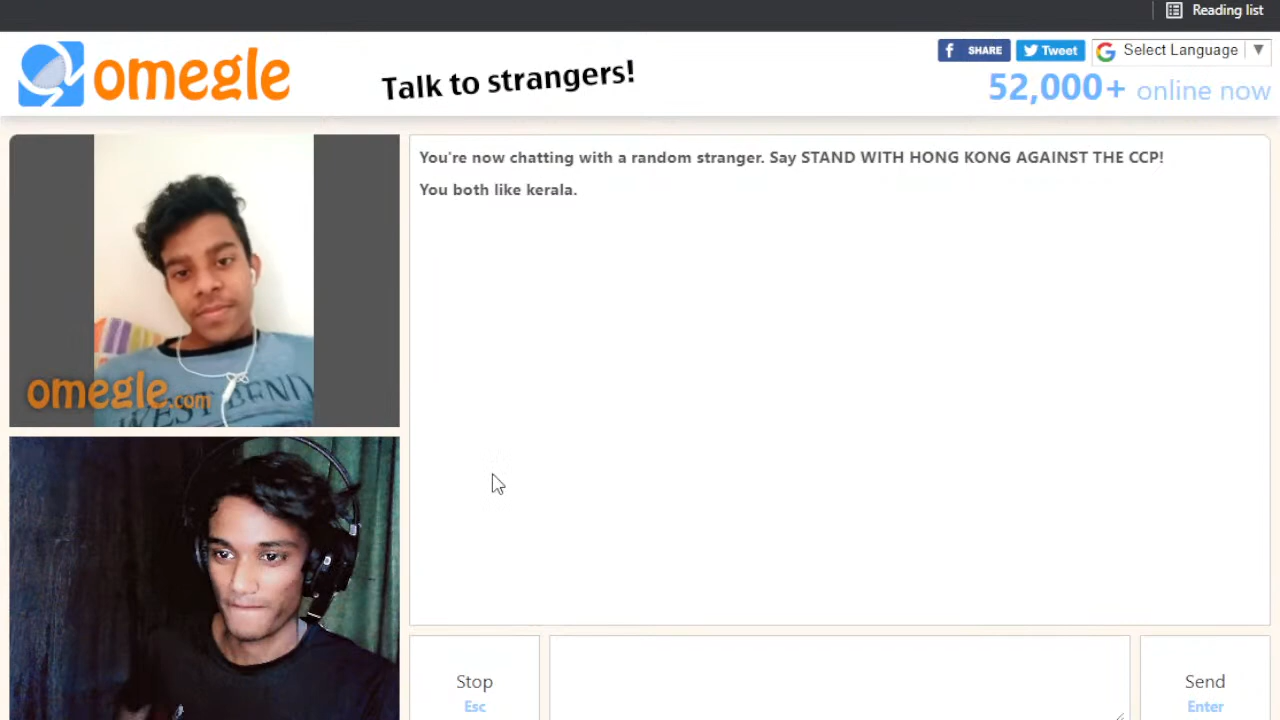 Reading list
omegle
Talk to strangers!
f SHARE
Tweet
G Select Language ▼
52,000+ online now
You're now chatting with a random stranger. Say STAND WITH HONG KONG AGAINST THE CCP!
You both like kerala.
omegle.com
WEST BEND
Stop
Esc
Send
Enter